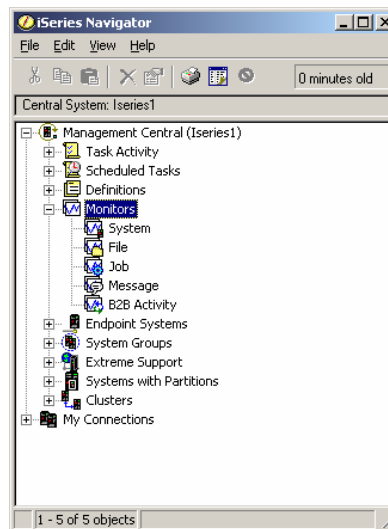 iSeries Navigator
File Edit View Help
0 minutes old
Central System: Iseries1
Management Central (Iseries1)
Task Activity
Scheduled Tasks
Definitions
Monitors
System
File
Job
Message
B2B Activity
Endpoint Systems
System Groups
Extreme Support
Systems with Partitions
Clusters
My Connections
1 - 5 of 5 objects